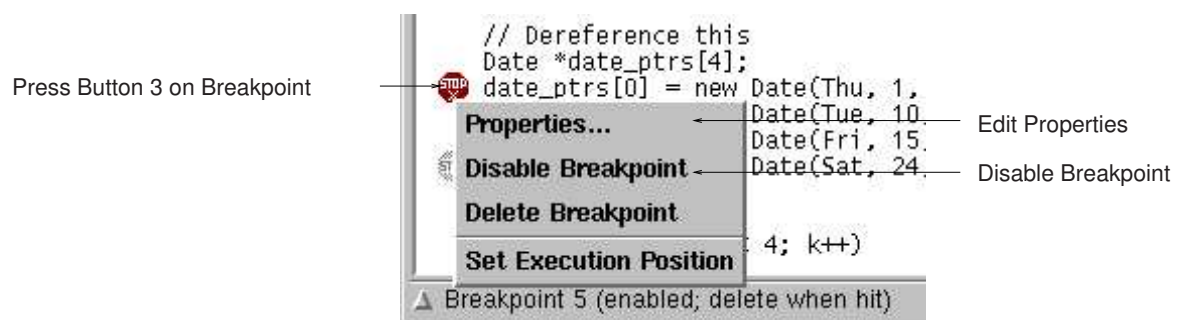 // Dereference this
Date *date_ptrs[4];
Press Button 3 on Breakpoint
STOP
date_ptrs[0] = new Date(Thu, 1,
Date(Tue, 10,
Properties...
Edit Properties
Date(Fri, 15,
Disable Breakpoint
Date(Sat, 24,
Disable Breakpoint
Delete Breakpoint
4; k++)
Set Execution Position
Breakpoint 5 (enabled; delete when hit)